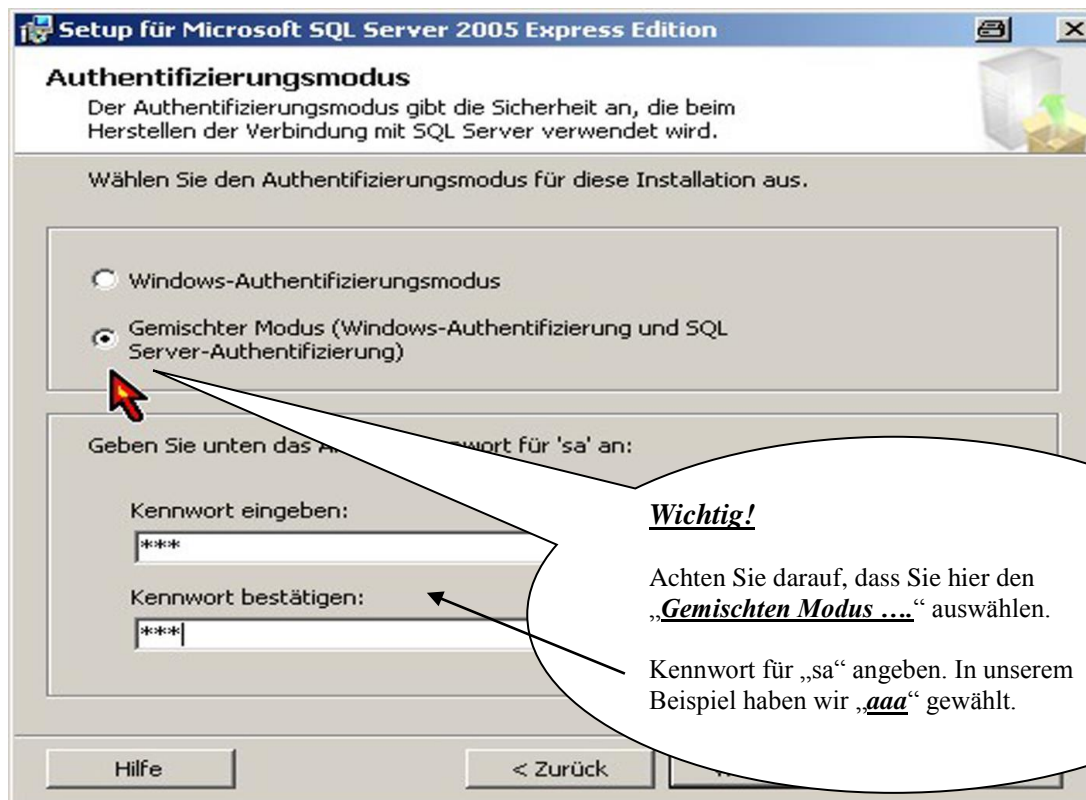 Setup für Microsoft SQL Server 2005 Express Edition
Authentifizierungsmodus
Der Authentifizierungsmodus gibt die Sicherheit an, die beim
Herstellen der Verbindung mit SQL Server verwendet wird.
Wählen Sie den Authentifizierungsmodus für diese Installation aus.
Windows-Authentifizierungsmodus
Gemischter Modus (Windows-Authentifizierung und SQL
Server-Authentifizierung)
Geben Sie unten das für 'sa' an:
Kennwort eingeben:
***
Kennwort bestätigen:
***
Wichtig!
Achten Sie darauf, dass Sie hier den
„Gemischten Modus ….“ auswählen.
Kennwort für „sa“ angeben. In unserem
Beispiel haben wir „aaa“ gewählt.
Hilfe
< Zurück